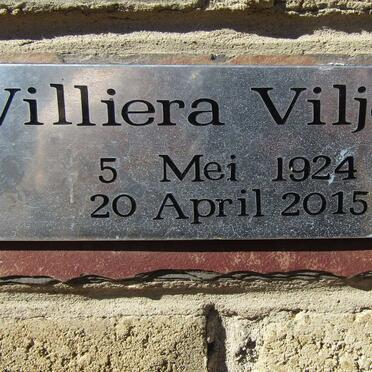 Villiera Vilj
5 Mei 1924
20 April 2015